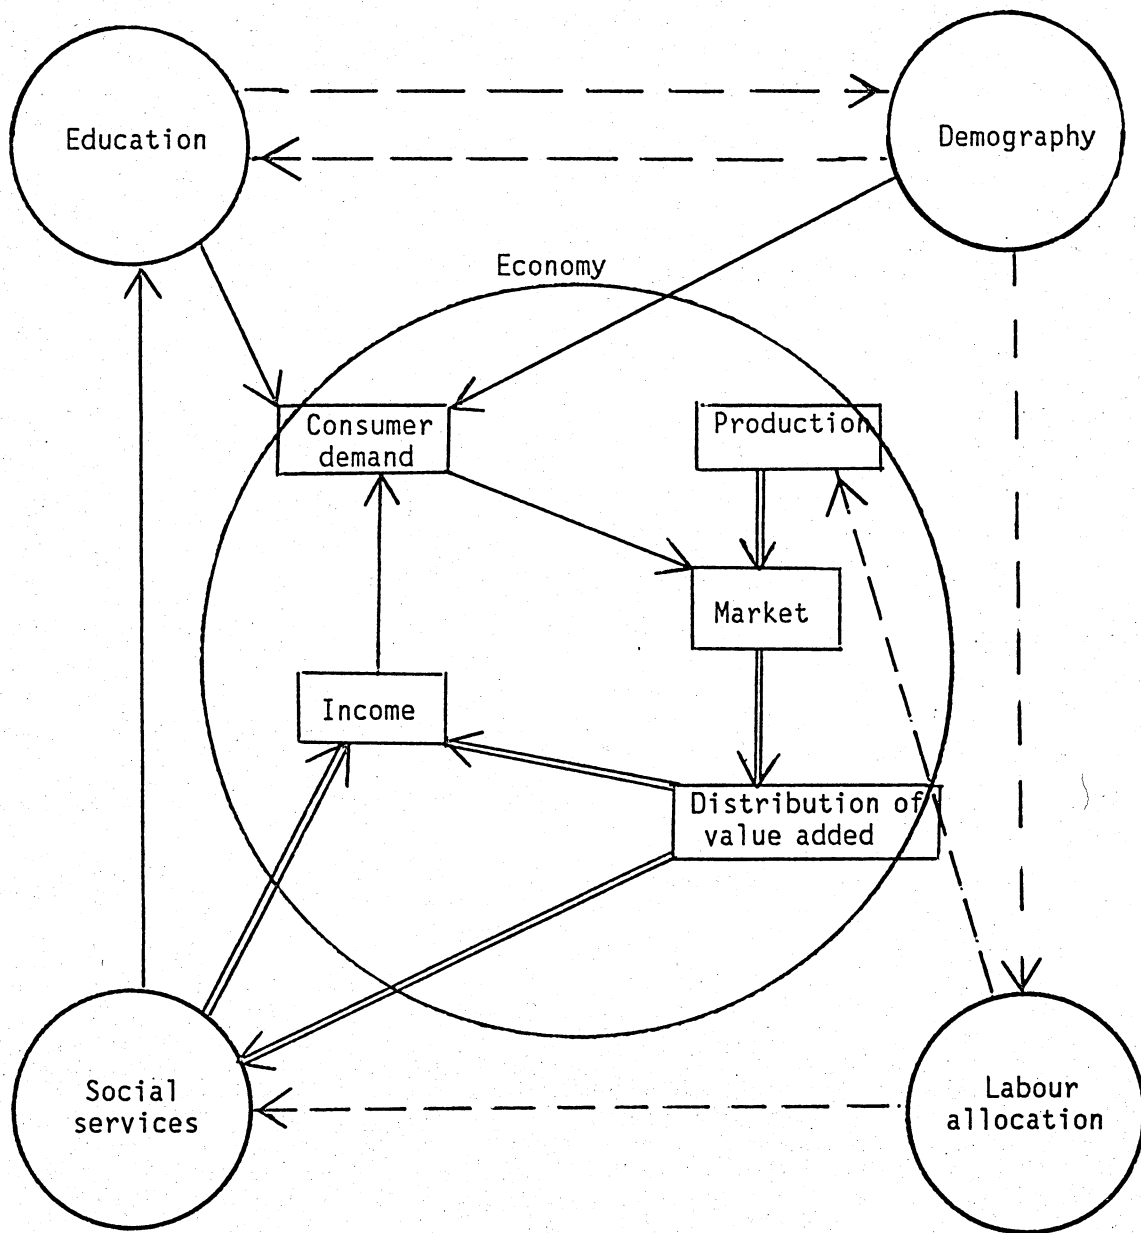 Education
Demography
Economy
Consumer
demand
Production
Market
Income
Distribution of
value added
Social
services
Labour
allocation